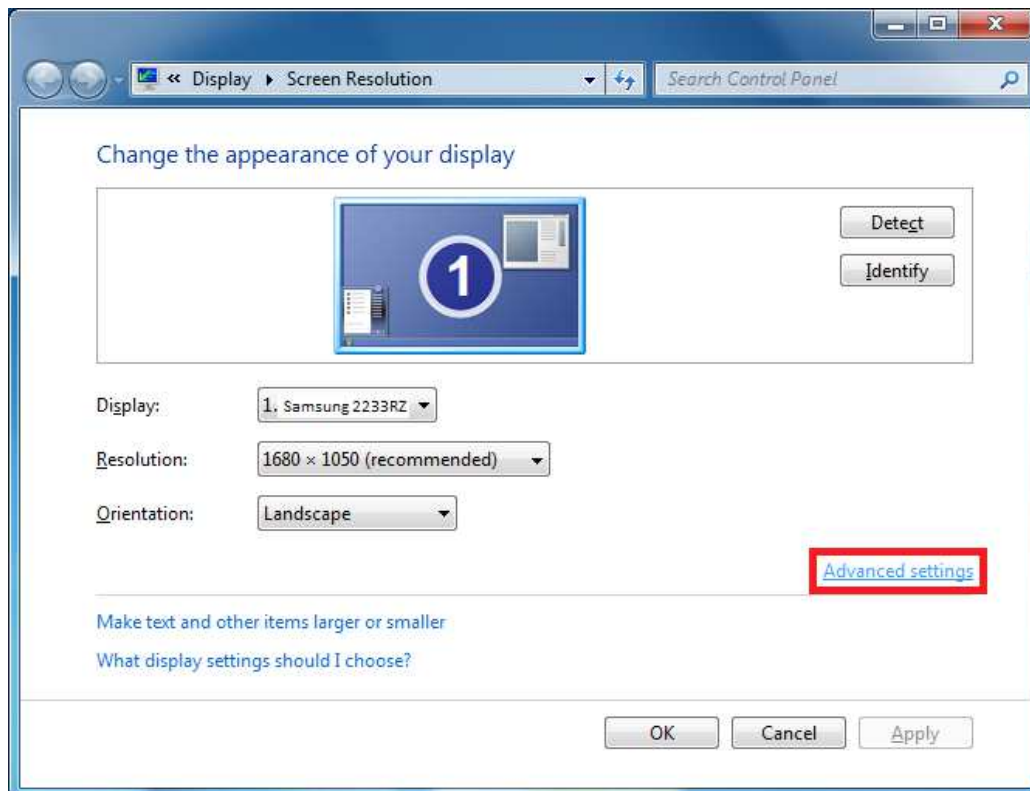 « Display ▸ Screen Resolution
Search Control Panel
Change the appearance of your display
1
Detect
Identify
Display: 1. Samsung 2233RZ
Resolution: 1680 × 1050 (recommended)
Orientation: Landscape
Advanced settings
Make text and other items larger or smaller
What display settings should I choose?
OK Cancel Apply